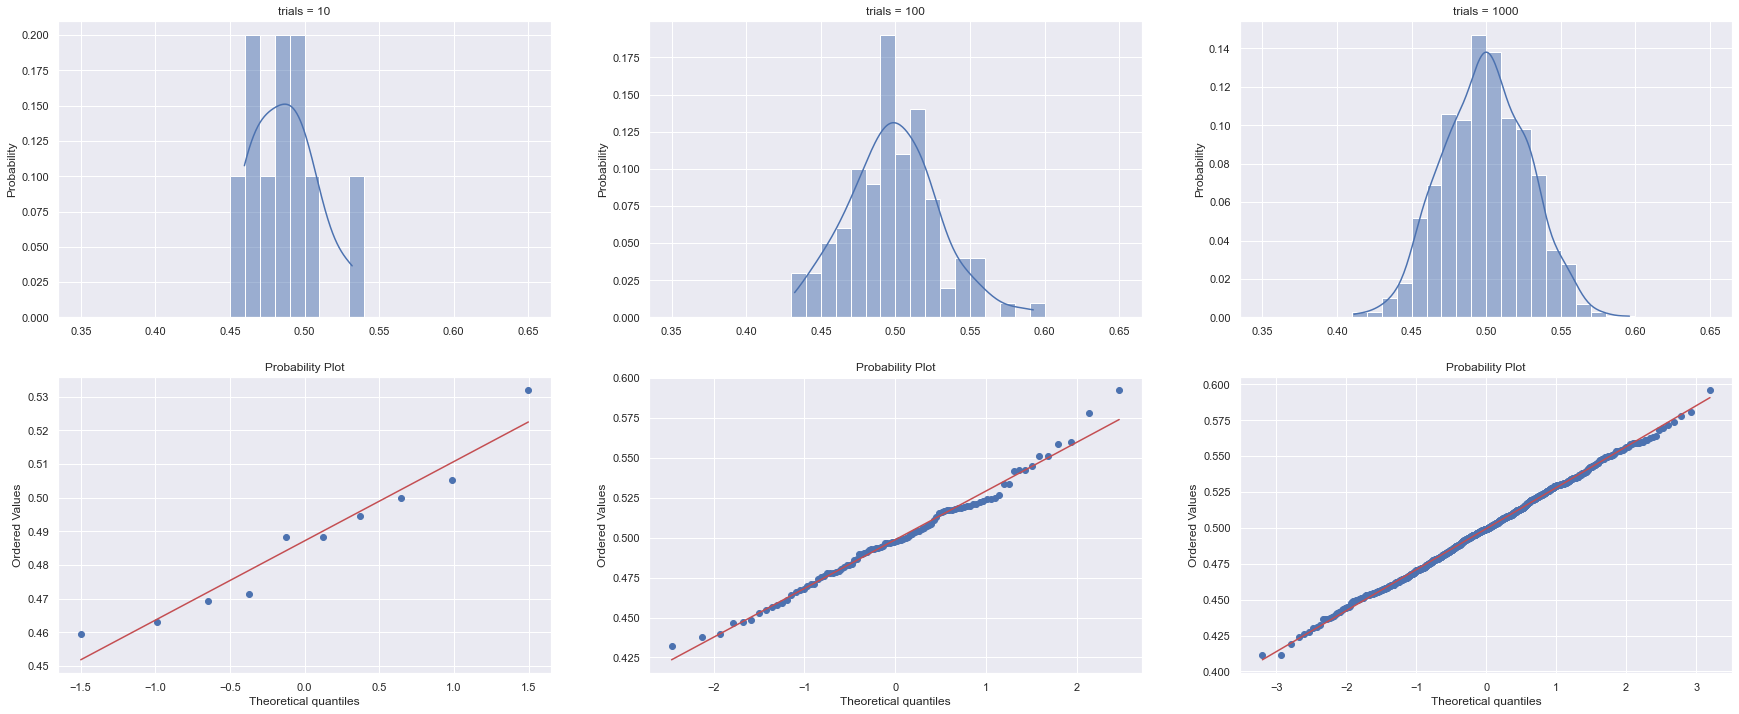 trials = 10
Probability
0.200
0.175
0.150
0.125
0.100
0.075
0.050
0.025
0.000
0.35 0.40 0.45 0.50 0.55 0.60 0.65
trials = 100
Probability
0.175
0.150
0.125
0.100
0.075
0.050
0.025
0.000
0.35 0.40 0.45 0.50 0.55 0.60 0.65
trials = 1000
Probability
0.14
0.12
0.10
0.08
0.06
0.04
0.02
0.00
0.35 0.40 0.45 0.50 0.55 0.60 0.65
Probability Plot
Ordered Values
0.53
0.52
0.51
0.50
0.49
0.48
0.47
0.46
0.45
−1.5 −1.0 −0.5 0.0 0.5 1.0 1.5
Theoretical quantiles
Probability Plot
Ordered Values
0.600
0.575
0.550
0.525
0.500
0.475
0.450
0.425
−2 −1 0 1 2
Theoretical quantiles
Probability Plot
Ordered Values
0.600
0.575
0.550
0.525
0.500
0.475
0.450
0.425
0.400
−3 −2 −1 0 1 2 3
Theoretical quantiles